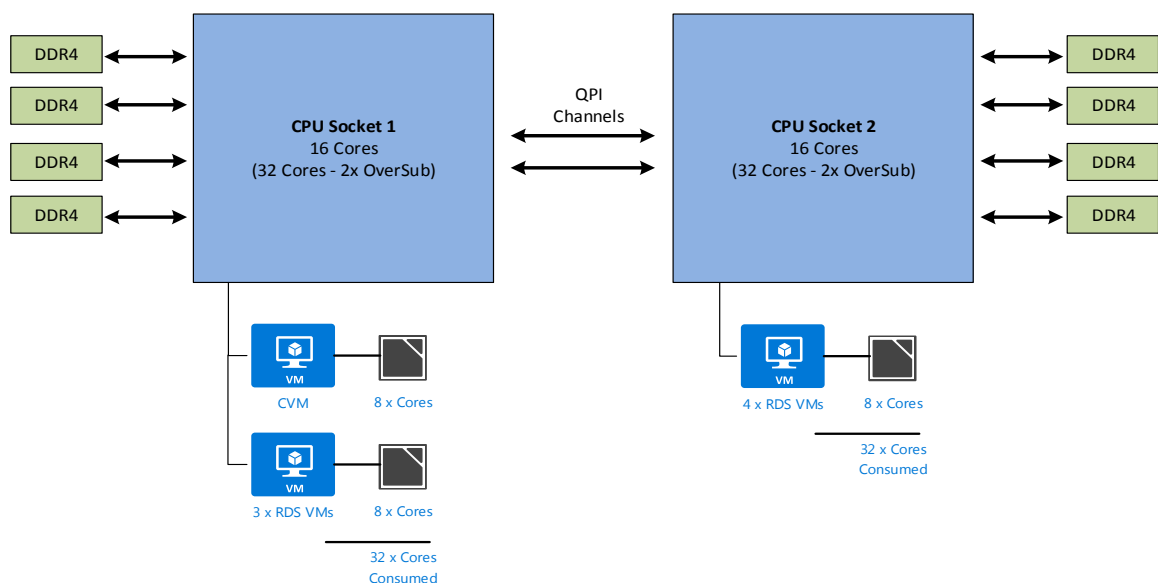 DDR4
DDR4
DDR4
DDR4
CPU Socket 1
16 Cores
(32 Cores - 2x OverSub)
QPI
Channels
CPU Socket 2
16 Cores
(32 Cores - 2x OverSub)
DDR4
DDR4
DDR4
DDR4
VM
CVM
8 x Cores
VM
3 x RDS VMs
8 x Cores
32 x Cores
Consumed
VM
4 x RDS VMs
8 x Cores
32 x Cores
Consumed